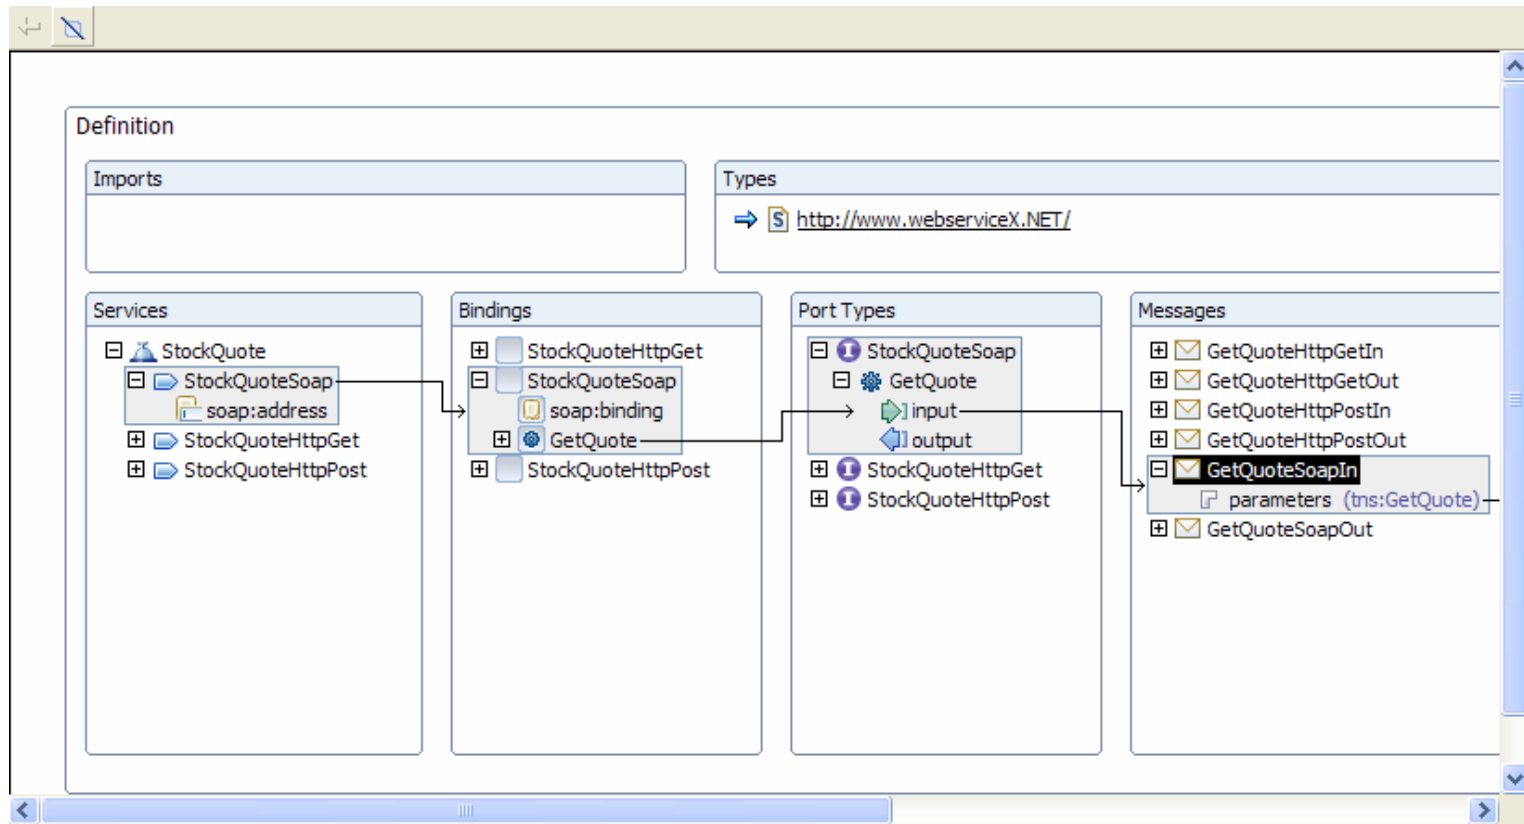 Definition
Imports
Types
http://www.webserviceX.NET/
Services
StockQuote
StockQuoteSoap
soap:address
StockQuoteHttpGet
StockQuoteHttpPost
Bindings
StockQuoteHttpGet
StockQuoteSoap
soap:binding
GetQuote
StockQuoteHttpPost
Port Types
StockQuoteSoap
GetQuote
input
output
StockQuoteHttpGet
StockQuoteHttpPost
Messages
GetQuoteHttpGetIn
GetQuoteHttpGetOut
GetQuoteHttpPostIn
GetQuoteHttpPostOut
GetQuoteSoapIn
parameters (tns:GetQuote)
GetQuoteSoapOut